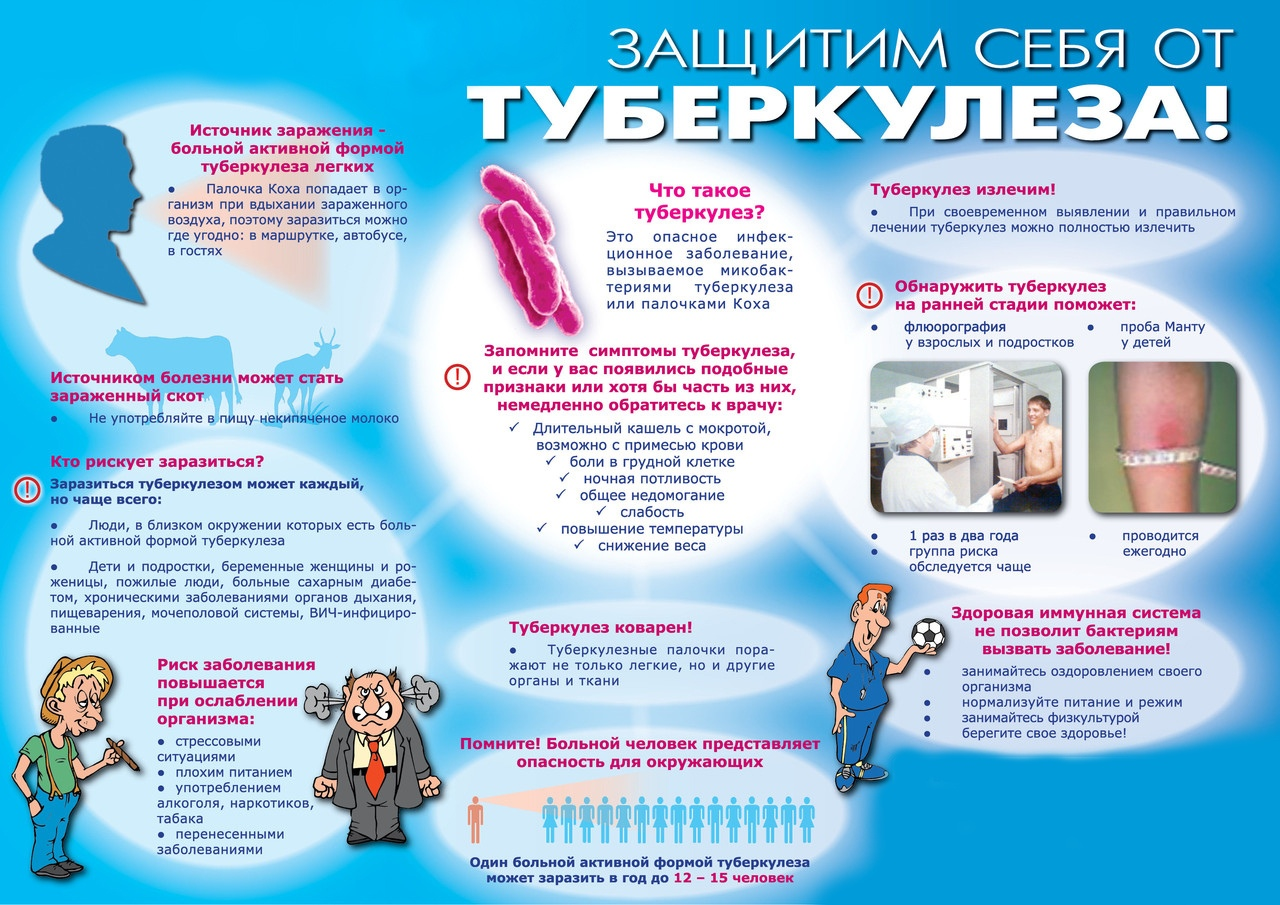 ЗАЩИТИМ СЕБЯ ОТ
ТУБЕРКУЛЕЗА!
Источник заражения -
больной активной формой
туберкулеза легких
● Палочка Коха попадает в ор-
ганизм при вдыхании зараженного
воздуха, поэтому заразиться можно
где угодно: в маршрутке, автобусе,
в гостях
Источником болезни может стать
зараженный скот
● Не употребляйте в пищу некипяченое молоко
Кто рискует заразиться?
Заразиться туберкулезом может каждый,
но чаще всего:
● Люди, в близком окружении которых есть боль-
ной активной формой туберкулеза
● Дети и подростки, беременные женщины и ро-
женицы, пожилые люди, больные сахарным диабе-
том, хроническими заболеваниями органов дыхания,
пищеварения, мочеполовой системы, ВИЧ-инфициро-
ванные
Риск заболевания
повышается
при ослаблении
организма:
● стрессовыми
ситуациями
● плохим питанием
● употреблением
алкоголя, наркотиков,
табака
● перенесенными
заболеваниями
Что такое
туберкулез?
Это опасное инфек-
ционное заболевание,
вызываемое микобак-
териями туберкулеза
или палочками Коха
Запомните симптомы туберкулеза,
и если у вас появились подобные
признаки или хотя бы часть из них,
немедленно обратитесь к врачу:
✓ Длительный кашель с мокротой,
возможно с примесью крови
✓ боли в грудной клетке
✓ ночная потливость
✓ общее недомогание
✓ слабость
✓ повышение температуры
✓ снижение веса
Туберкулез коварен!
● Туберкулезные палочки пора-
жают не только легкие, но и другие
органы и ткани
Помните! Больной человек представляет
опасность для окружающих
Один больной активной формой туберкулеза
может заразить в год до 12 – 15 человек
Туберкулез излечим!
● При своевременном выявлении и правильном
лечении туберкулез можно полностью излечить
Обнаружить туберкулез
на ранней стадии поможет:
● флюорография
у взрослых и подростков
● проба Манту
у детей
● 1 раз в два года
● группа риска
обследуется чаще
● проводится
ежегодно
Здоровая иммунная система
не позволит бактериям
вызвать заболевание!
● занимайтесь оздоровлением своего
организма
● нормализуйте питание и режим
● занимайтесь физкультурой
● берегите свое здоровье!